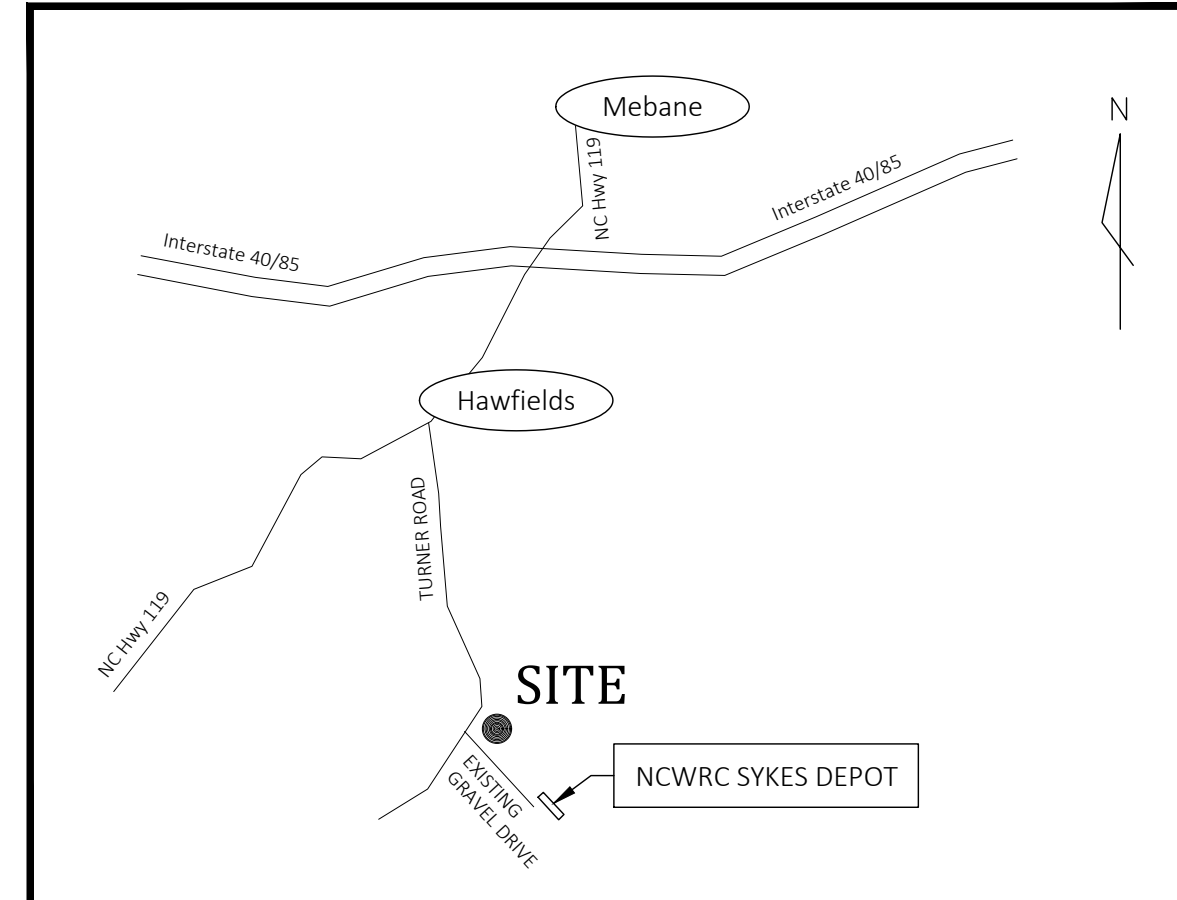 Mebane
N
NC Hwy 119
Interstate 40/85
Interstate 40/85
Hawfields
TURNER ROAD
NC Hwy 119
SITE
EXISTING
GRAVEL DRIVE
NCWRC SYKES DEPOT